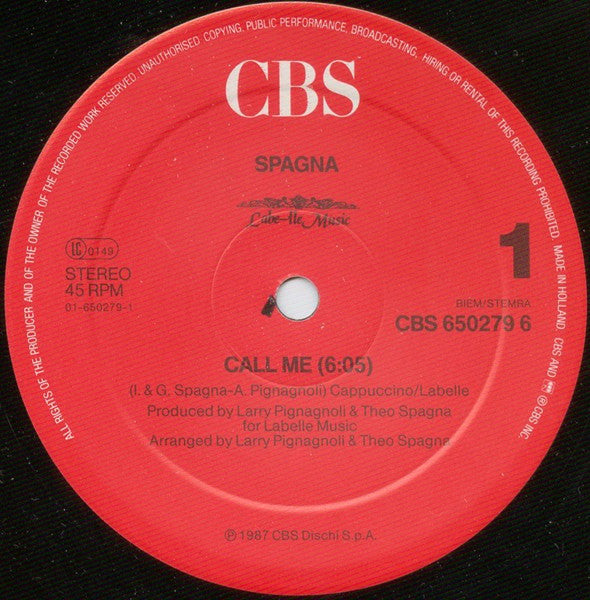 ALL RIGHTS OF THE PRODUCER AND OF THE OWNER OF THE RECORDED WORK RESERVED. UNAUTHORISED COPYING, PUBLIC PERFORMANCE, BROADCASTING, HIRING OR RENTAL OF THIS RECORDING PROHIBITED. MADE IN HOLLAND. CBS AND ℗ CBS INC.
CBS
SPAGNA
Labe-lle Music
1
LC 0149
STEREO
45 RPM
01-650279-1
BIEM/STEMRA
CBS 650279 6
CALL ME (6:05)
(I. & G. Spagna-A. Pignagnoli) Cappuccino/Labelle
Produced by Larry Pignagnoli & Theo Spagna
for Labelle Music
Arranged by Larry Pignagnoli & Theo Spagna
℗ 1987 CBS Dischi S.p.A.